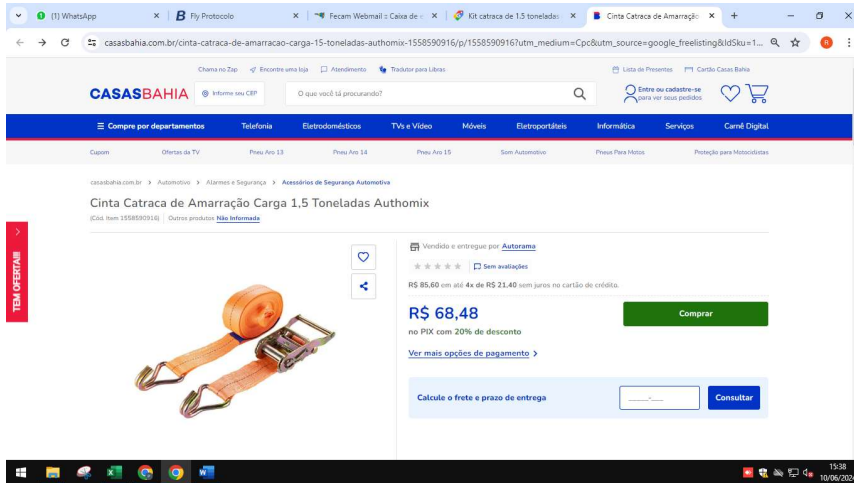 (1) WhatsApp
Fly Protocolo
Fecam Webmail :: Caixa de e
Kit catraca de 1.5 toneladas
Cinta Catraca de Amarração
casasbahia.com.br/cinta-catraca-de-amarracao-carga-15-toneladas-authomix-1558590916/p/1558590916?utm_medium=Cpc&utm_source=google_freelisting&IdSku=1...
R
Chama no Zap
Encontre uma loja
Atendimento
Tradutor para Libras
Lista de Presentes
Cartão Casas Bahia
CASASBAHIA
Informe seu CEP
O que você tá procurando?
Entre ou cadastre-se
para ver seus pedidos
Compre por departamentos
Telefonia
Eletrodomésticos
TVs e Vídeo
Móveis
Eletroportáteis
Informática
Serviços
Carnê Digital
Cupom
Ofertas da TV
Pneu Aro 13
Pneu Aro 14
Pneu Aro 15
Som Automotivo
Pneus Para Motos
Proteção para Motociclistas
casasbahia.com.br > Automotivo > Alarmes e Segurança > Acessórios de Segurança Automotiva
Cinta Catraca de Amarração Carga 1,5 Toneladas Authomix
(Cód. Item 1558590916) Outros produtos Não Informada
TEM OFERTA!!!
Vendido e entregue por Autorama
Sem avaliações
R$ 85,60 em até 4x de R$ 21,40 sem juros no cartão de crédito.
R$ 68,48
no PIX com 20% de desconto
Comprar
Ver mais opções de pagamento >
Calcule o frete e prazo de entrega
_____-___
Consultar
15:38
10/06/2024